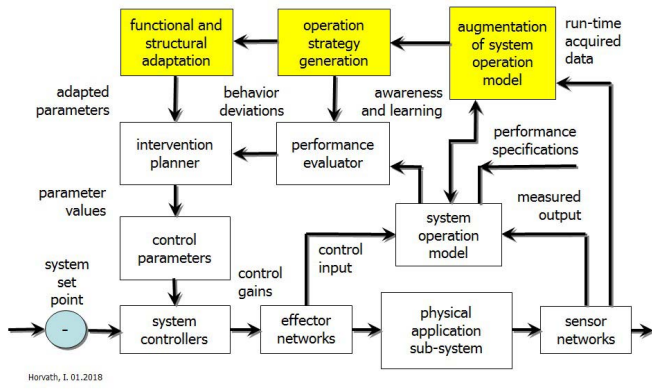 functional and
structural
adaptation
operation
strategy
generation
augmentation
of system
operation
model
run-time
acquired
data
adapted
parameters
behavior
deviations
awareness
and learning
intervention
planner
performance
evaluator
performance
specifications
parameter
values
measured
output
system
operation
model
control
parameters
control
input
system
set
point
control
gains
-
system
controllers
effector
networks
physical
application
sub-system
sensor
networks
Horvath, I. 01.2018